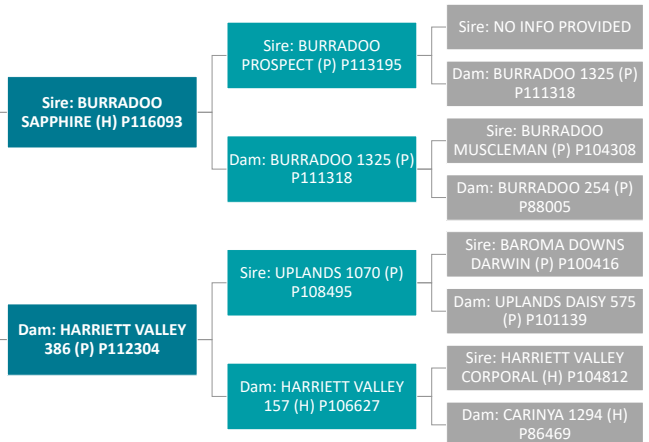 Sire: BURRADOO
SAPPHIRE (H) P116093
Sire: BURRADOO
PROSPECT (P) P113195
Sire: NO INFO PROVIDED
Dam: BURRADOO 1325 (P)
P111318
Dam: BURRADOO 1325 (P)
P111318
Sire: BURRADOO
MUSCLEMAN (P) P104308
Dam: BURRADOO 254 (P)
P88005
Dam: HARRIETT VALLEY
386 (P) P112304
Sire: UPLANDS 1070 (P)
P108495
Sire: BAROMA DOWNS
DARWIN (P) P100416
Dam: UPLANDS DAISY 575
(P) P101139
Dam: HARRIETT VALLEY
157 (H) P106627
Sire: HARRIETT VALLEY
CORPORAL (H) P104812
Dam: CARINYA 1294 (H)
P86469